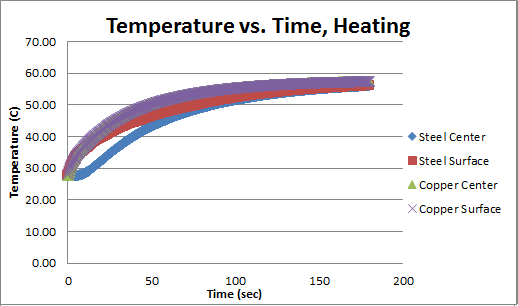 Temperature vs. Time, Heating
70.00
60.00
50.00
40.00
30.00
20.00
10.00
0.00
Temperature (C)
0 50 100 150 200
Time (sec)
Steel Center
Steel Surface
Copper Center
Copper Surface